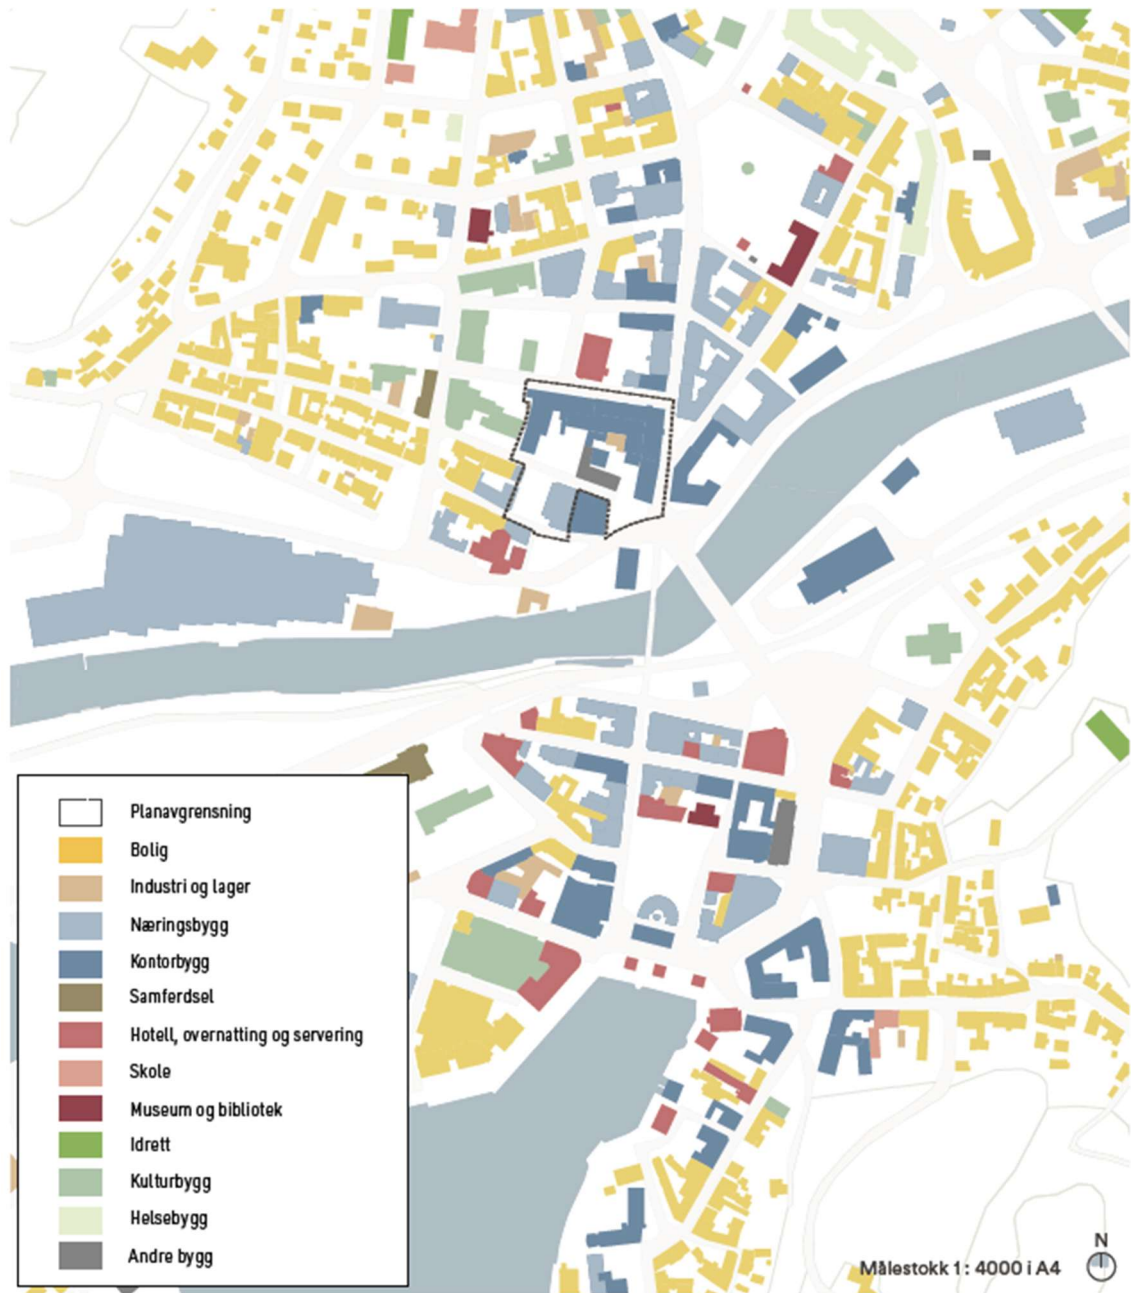 Planavgrensning
Bolig
Industri og lager
Næringsbygg
Kontorbygg
Samferdsel
Hotell, overnatting og servering
Skole
Museum og bibliotek
Idrett
Kulturbygg
Helsebygg
Andre bygg
N
Målestokk 1: 4000 i A4